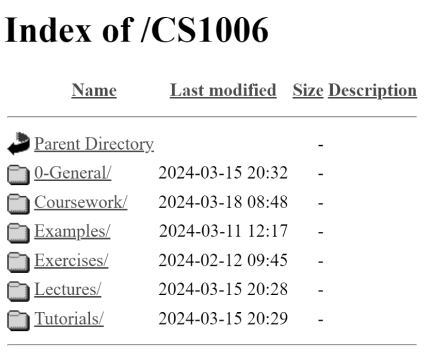 Index of /CS1006
Name Last modified Size Description
Parent Directory -
0-General/ 2024-03-15 20:32 -
Coursework/ 2024-03-18 08:48 -
Examples/ 2024-03-11 12:17 -
Exercises/ 2024-02-12 09:45 -
Lectures/ 2024-03-15 20:28 -
Tutorials/ 2024-03-15 20:29 -